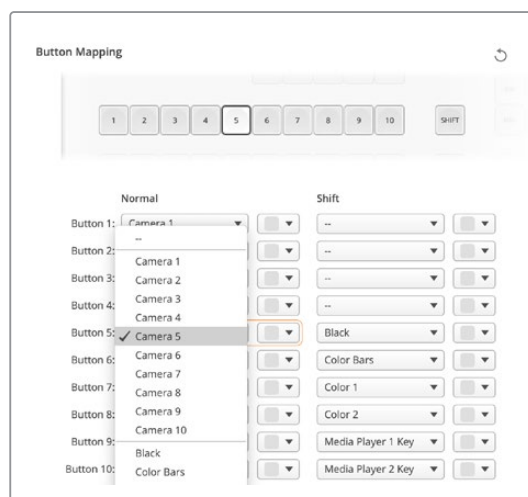 Button Mapping
1 2 3 4 5 6 7 8 9 10 SHIFT
Normal Shift
Button 1: Camera 1 --
--
Button 2: --
Camera 1
Camera 2
Button 3: --
Camera 3
Button 4: --
Camera 4
Button 5: ✓ Camera 5 Black
Button 6: Camera 6 Color Bars
Camera 7
Button 7: Color 1
Camera 8
Button 8: Camera 9 Color 2
Camera 10
Button 9: Media Player 1 Key
Black
Button 10: Color Bars Media Player 2 Key